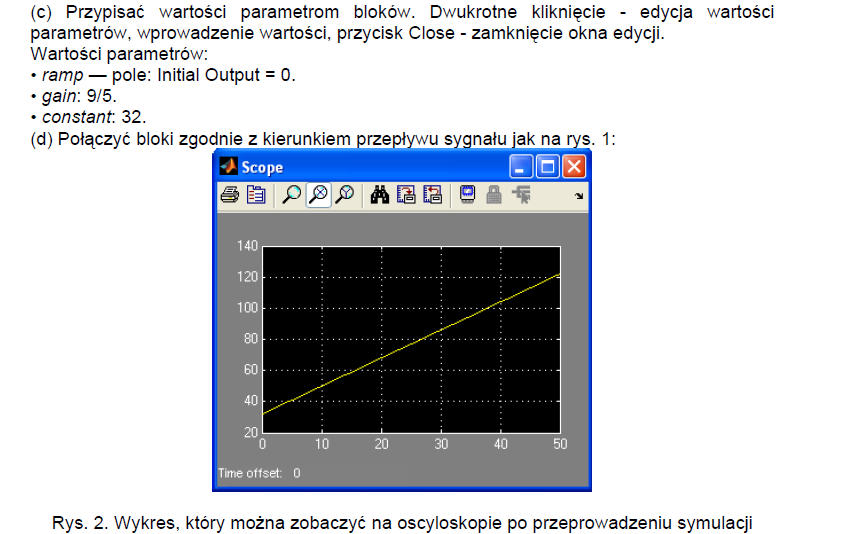 (c) Przypisać wartości parametrom bloków. Dwukrotne kliknięcie - edycja wartości
parametrów, wprowadzenie wartości, przycisk Close - zamknięcie okna edycji.
Wartości parametrów:
• ramp — pole: Initial Output = 0.
• gain: 9/5.
• constant: 32.
(d) Połączyć bloki zgodnie z kierunkiem przepływu sygnału jak na rys. 1:
Scope
140
120
100
80
60
40
20
0 10 20 30 40 50
Time offset: 0
Rys. 2. Wykres, który można zobaczyć na oscyloskopie po przeprowadzeniu symulacji